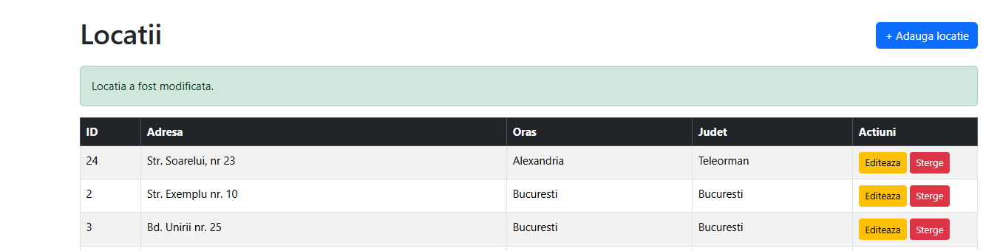 Locatii
+ Adauga locatie
Locatia a fost modificata.
ID Adresa Oras Judet Actiuni
24 Str. Soarelui, nr 23 Alexandria Teleorman Editeaza Sterge
2 Str. Exemplu nr. 10 Bucuresti Bucuresti Editeaza Sterge
3 Bd. Unirii nr. 25 Bucuresti Bucuresti Editeaza Sterge